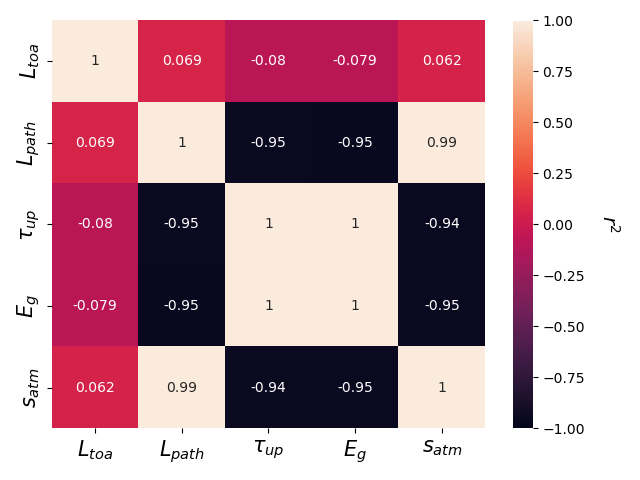 L_toa 1 0.069 -0.08 -0.079 0.062
L_path 0.069 1 -0.95 -0.95 0.99
τ_up -0.08 -0.95 1 1 -0.94
E_g -0.079 -0.95 1 1 -0.95
s_atm 0.062 0.99 -0.94 -0.95 1
L_toa L_path τ_up E_g s_atm
1.00
0.75
0.50
0.25
0.00
−0.25
−0.50
−0.75
−1.00
r²